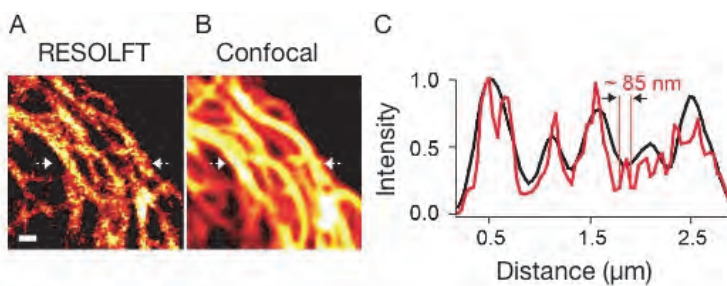 A
RESOLFT
B
Confocal
C
~ 85 nm
Intensity
1.0
0.5
0.0
0.5
1.5
2.5
Distance (μm)